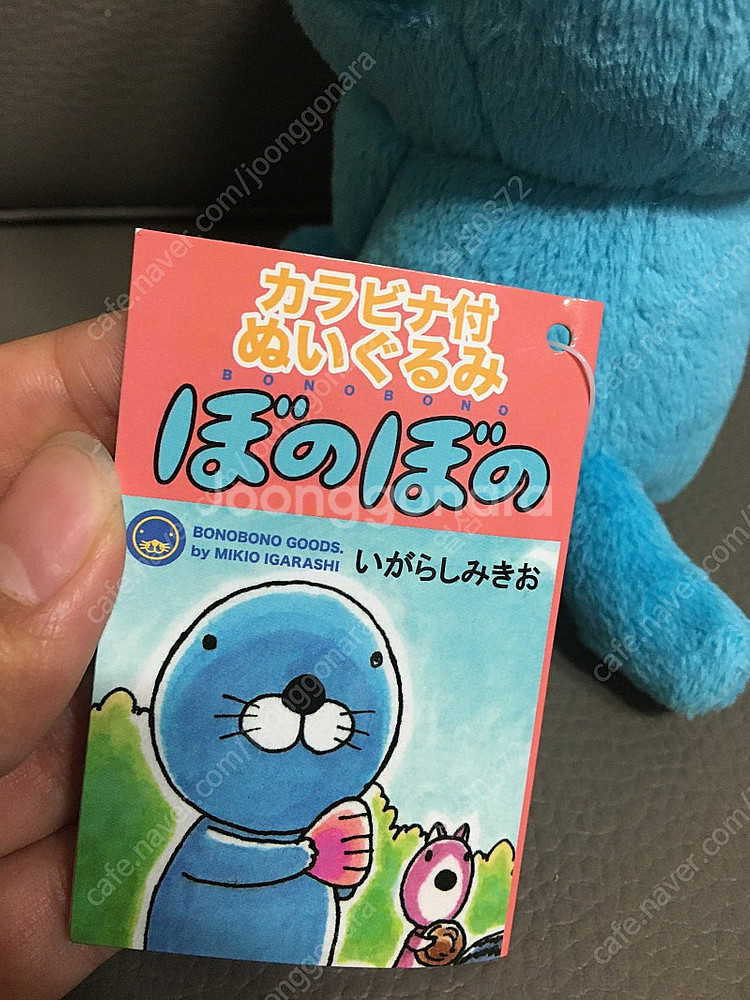 カラビナ付
ぬいぐるみ
BONOBONO
ぼのぼの
BONOBONO GOODS.
by MIKIO IGARASHI
いがらしみきお
Joonggonara
cafe.naver.com/joonggonara